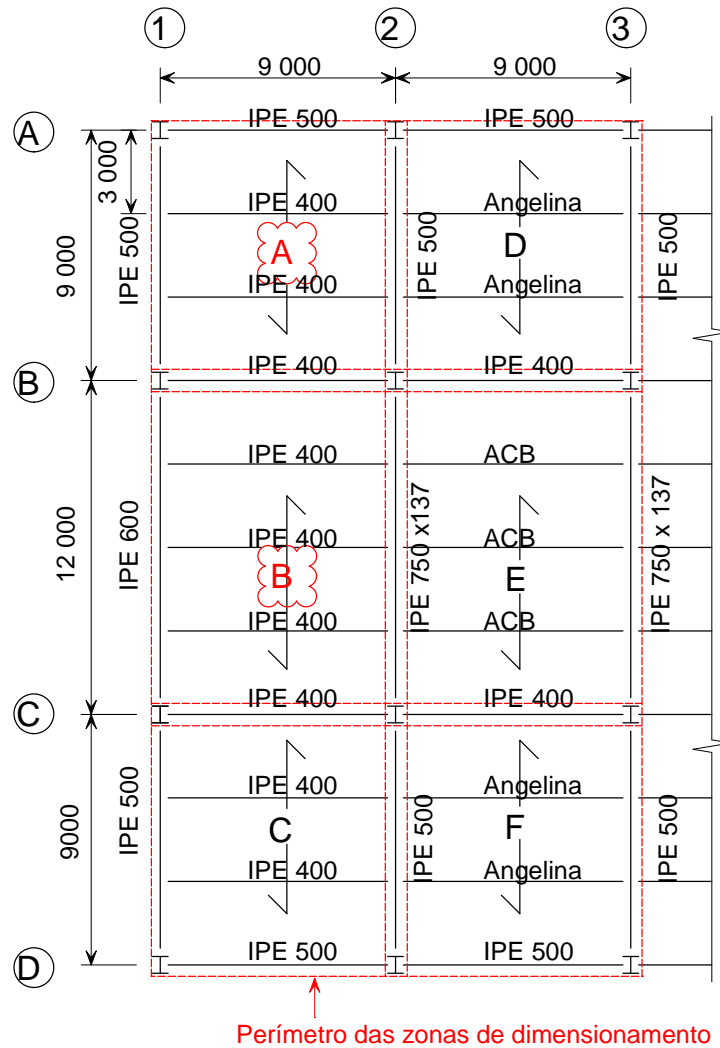 1 2 3
9 000 9 000
IPE 500 IPE 500
A
3 000
IPE 400 Angelina
9 000
IPE 500
A
IPE 500
D
IPE 500
IPE 400 Angelina
IPE 400 IPE 400
B
IPE 400 ACB
12 000
IPE 600
IPE 400 ACB
B
IPE 750 x137
E
IPE 750 x 137
IPE 400 ACB
IPE 400 IPE 400
C
IPE 400 Angelina
9000
IPE 500
C
IPE 500
F
IPE 500
IPE 400 Angelina
IPE 500 IPE 500
D
Perímetro das zonas de dimensionamento